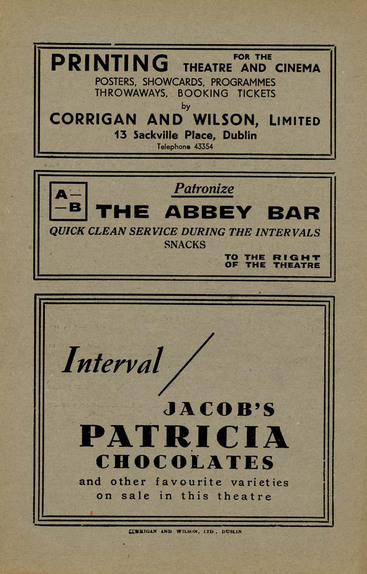 PRINTING FOR THE THEATRE AND CINEMA
POSTERS, SHOWCARDS, PROGRAMMES
THROWAWAYS, BOOKING TICKETS
by
CORRIGAN AND WILSON, LIMITED
13 Sackville Place, Dublin
Telephone 43354
Patronize
A—
—B
THE ABBEY BAR
QUICK CLEAN SERVICE DURING THE INTERVALS
SNACKS
TO THE RIGHT
OF THE THEATRE
Interval /
JACOB'S
PATRICIA
CHOCOLATES
and other favourite varieties
on sale in this theatre
CORRIGAN AND WILSON, LTD., DUBLIN